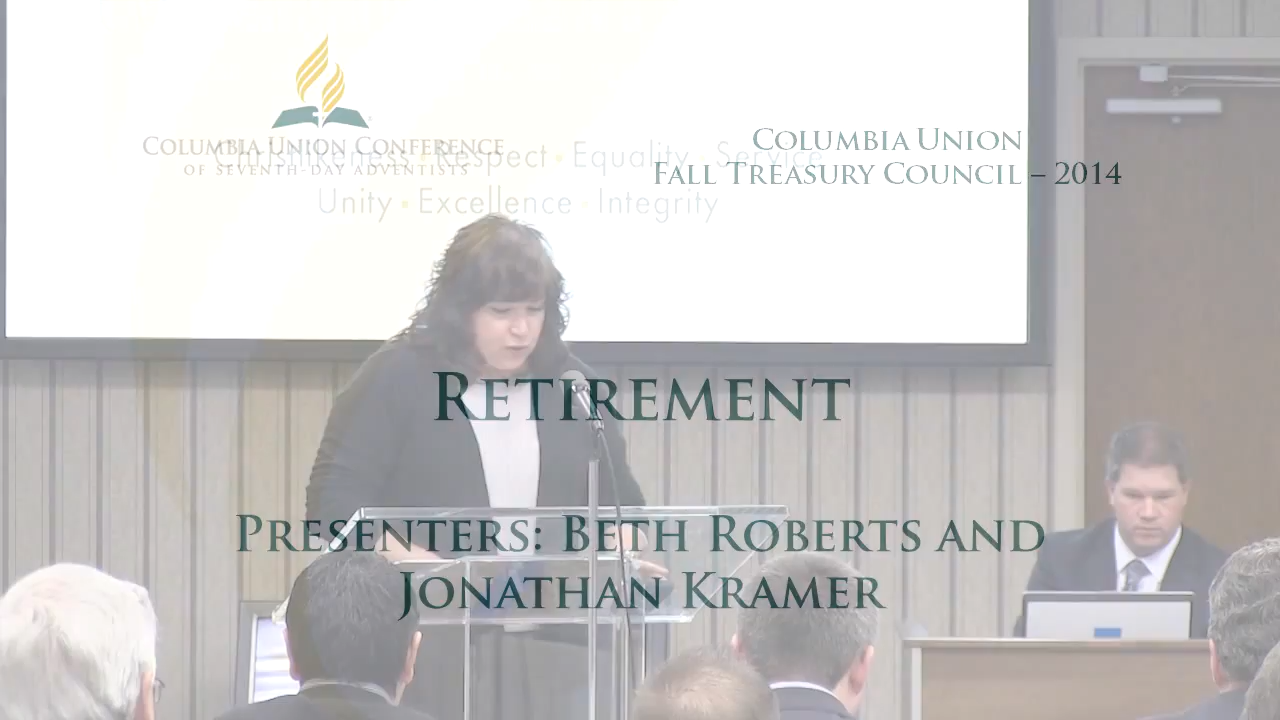 Columbia Union Conference
of Seventh-day Adventists
Columbia Union
Fall Treasury Council – 2014
Christlikeness · Respect · Equality · Service
Unity · Excellence · Integrity
Retirement
Presenters: Beth Roberts and
Jonathan Kramer